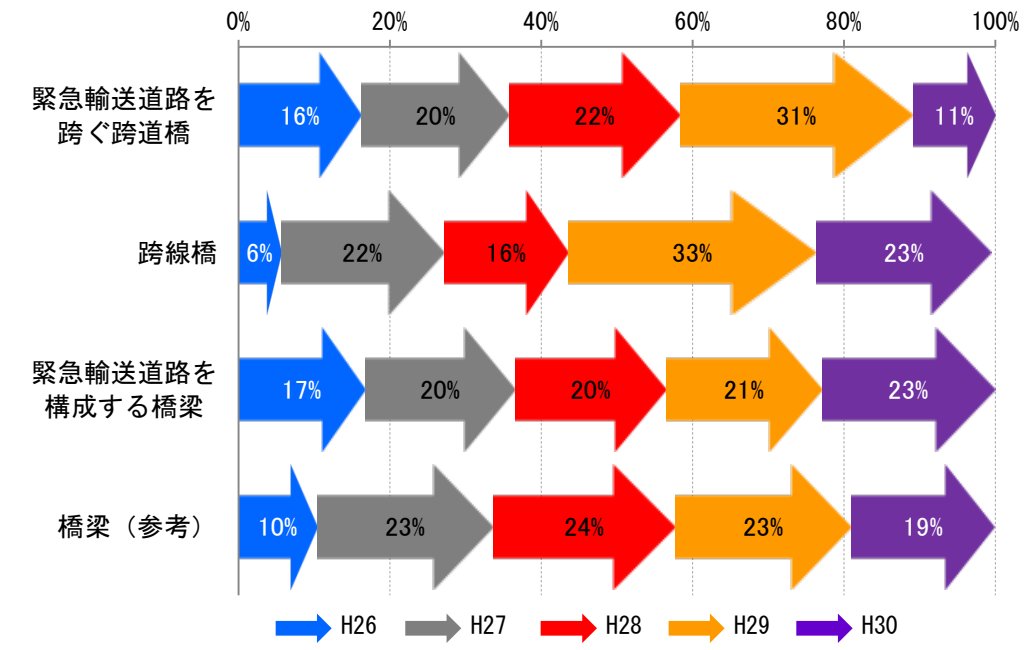 0% 20% 40% 60% 80% 100%
緊急輸送道路を
跨ぐ跨道橋
16% 20% 22% 31% 11%
跨線橋
6% 22% 16% 33% 23%
緊急輸送道路を
構成する橋梁
17% 20% 20% 21% 23%
橋梁（参考）
10% 23% 24% 23% 19%
H26 H27 H28 H29 H30